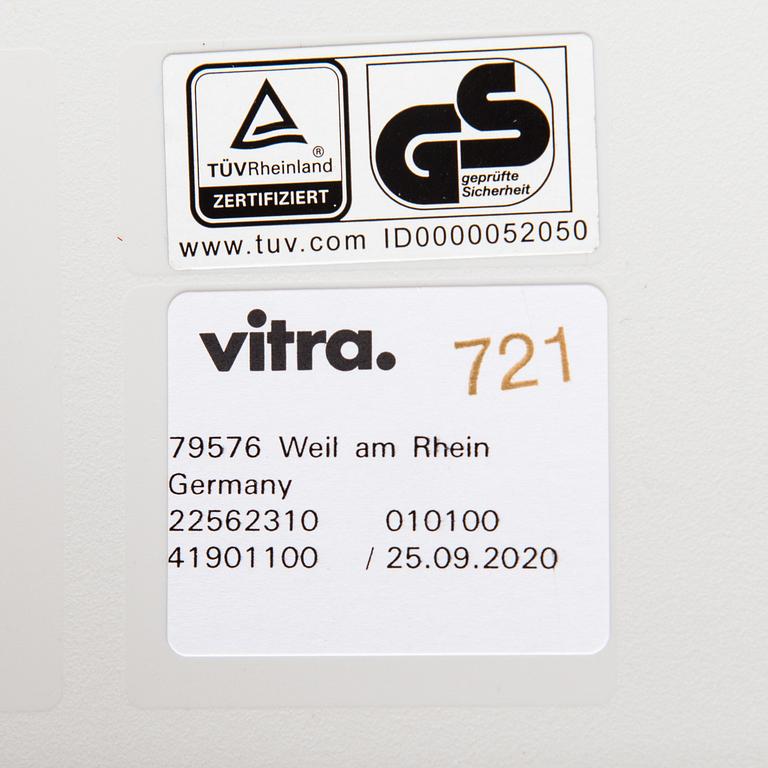 TÜVRheinland®
ZERTIFIZIERT
GS
geprüfte
Sicherheit
www.tuv.com ID0000052050
vitra.
721
79576 Weil am Rhein
Germany
22562310 010100
41901100 / 25.09.2020